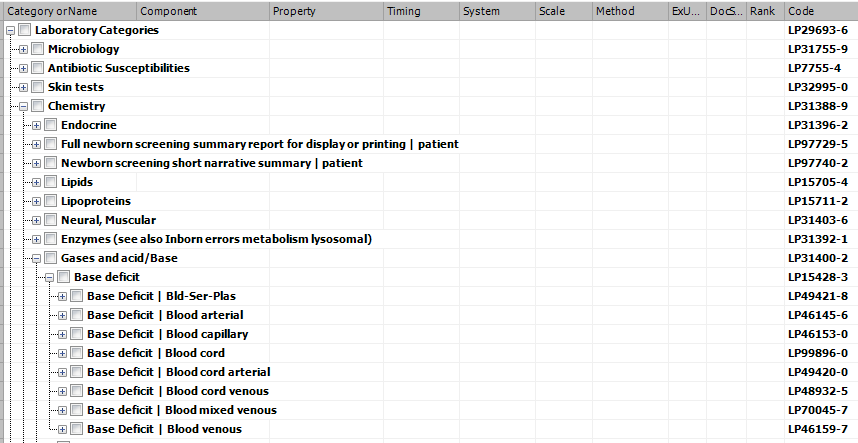 Category or Name Component Property Timing System Scale Method ExU... DocS... Rank Code
Laboratory Categories LP29693-6
Microbiology LP31755-9
Antibiotic Susceptibilities LP7755-4
Skin tests LP32995-0
Chemistry LP31388-9
Endocrine LP31396-2
Full newborn screening summary report for display or printing | patient LP97729-5
Newborn screening short narrative summary | patient LP97740-2
Lipids LP15705-4
Lipoproteins LP15711-2
Neural, Muscular LP31403-6
Enzymes (see also Inborn errors metabolism lysosomal) LP31392-1
Gases and acid/Base LP31400-2
Base deficit LP15428-3
Base Deficit | Bld-Ser-Plas LP49421-8
Base Deficit | Blood arterial LP46145-6
Base Deficit | Blood capillary LP46153-0
Base deficit | Blood cord LP99896-0
Base Deficit | Blood cord arterial LP49420-0
Base Deficit | Blood cord venous LP48932-5
Base deficit | Blood mixed venous LP70045-7
Base Deficit | Blood venous LP46159-7